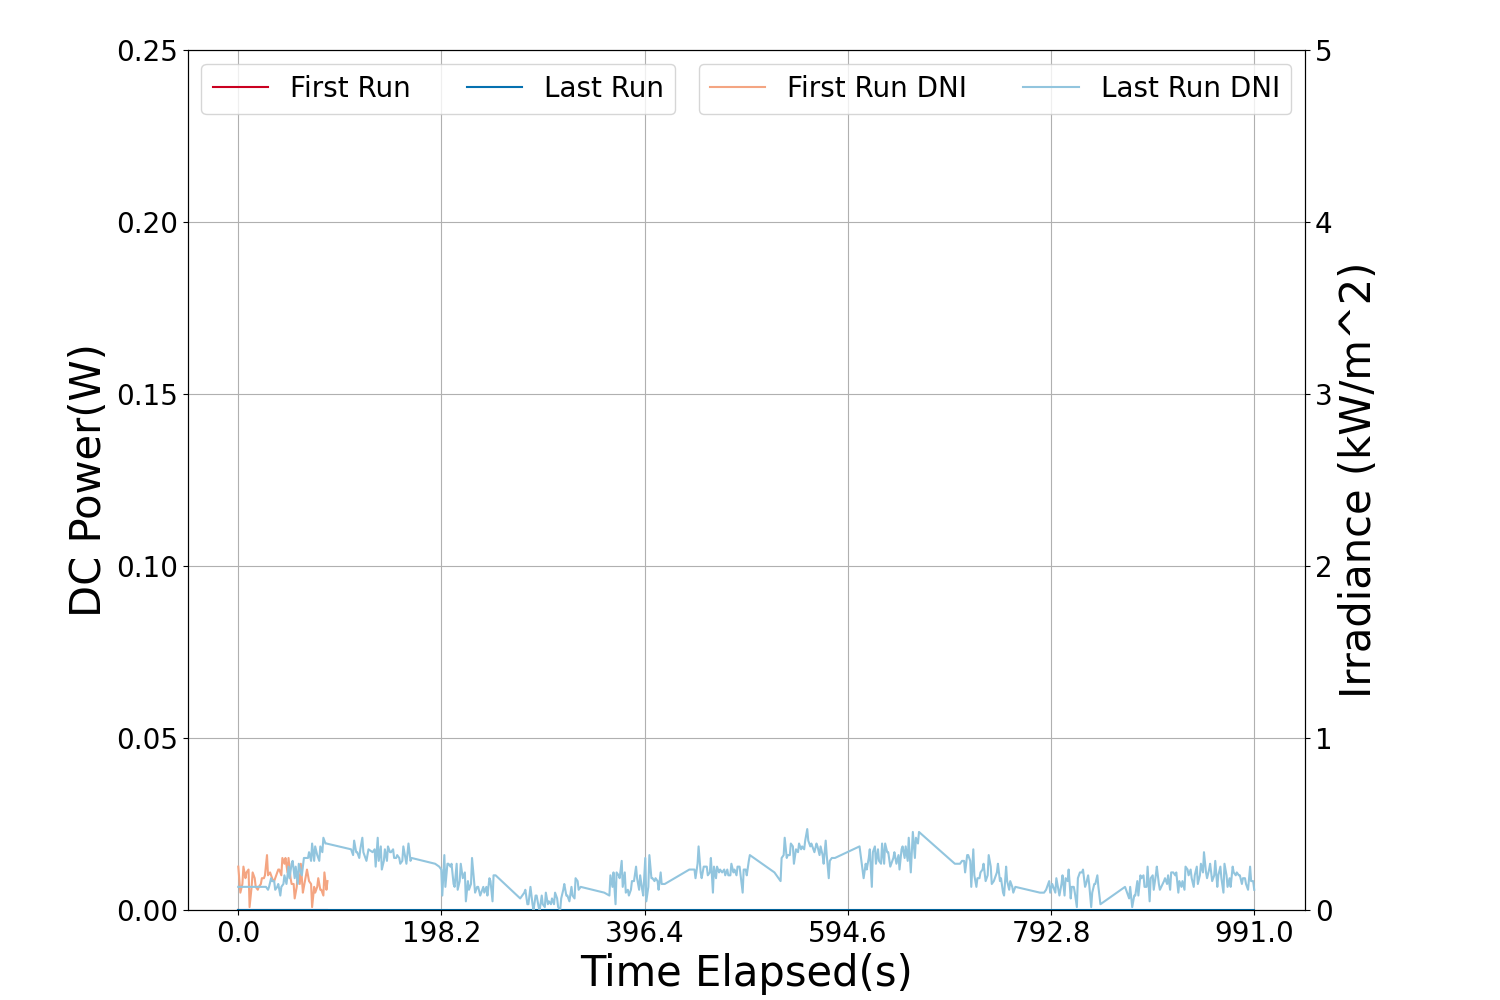 First Run
Last Run
First Run DNI
Last Run DNI
DC Power(W)
0.25
0.20
0.15
0.10
0.05
0.00
5
4
3
2
1
0
Irradiance (kW/m^2)
0.0
198.2
396.4
594.6
792.8
991.0
Time Elapsed(s)